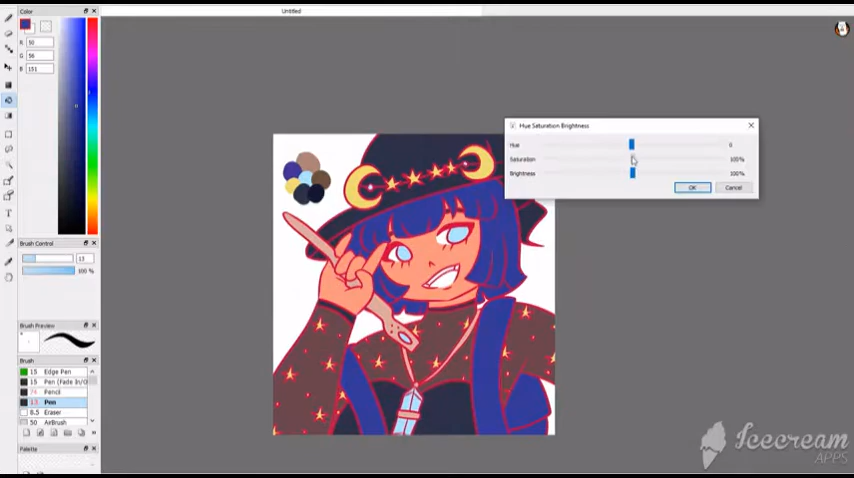 Untitled
Color
R 50
G 56
B 151
Brush Control
13
100 %
Brush Preview
Brush
15 Edge Pen
15 Pen (Fade In/O
74 Pencil
13 Pen
8.5 Eraser
50 AirBrush
Palette
Hue Saturation Brightness
Hue 0
Saturation 100%
Brightness 100%
OK Cancel
Icecream
APPS